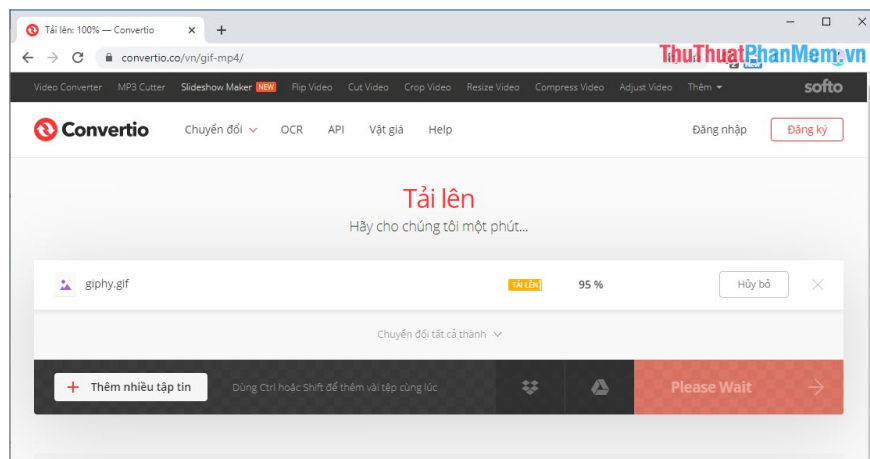 Tải lên: 100% — Convertio
convertio.co/vn/gif-mp4/
ThuThuatPhanMem.vn
Video Converter MP3 Cutter Slideshow Maker NEW Flip Video Cut Video Crop Video Resize Video Compress Video Adjust Video Thêm softo
Convertio Chuyển đổi OCR API Vật giá Help Đăng nhập Đăng ký
Tải lên
Hãy cho chúng tôi một phút...
giphy.gif TẢI LÊN 95 % Hủy bỏ
Chuyển đổi tất cả thành
Thêm nhiều tập tin Dùng Ctrl hoặc Shift để thêm vài tệp cùng lúc Please Wait